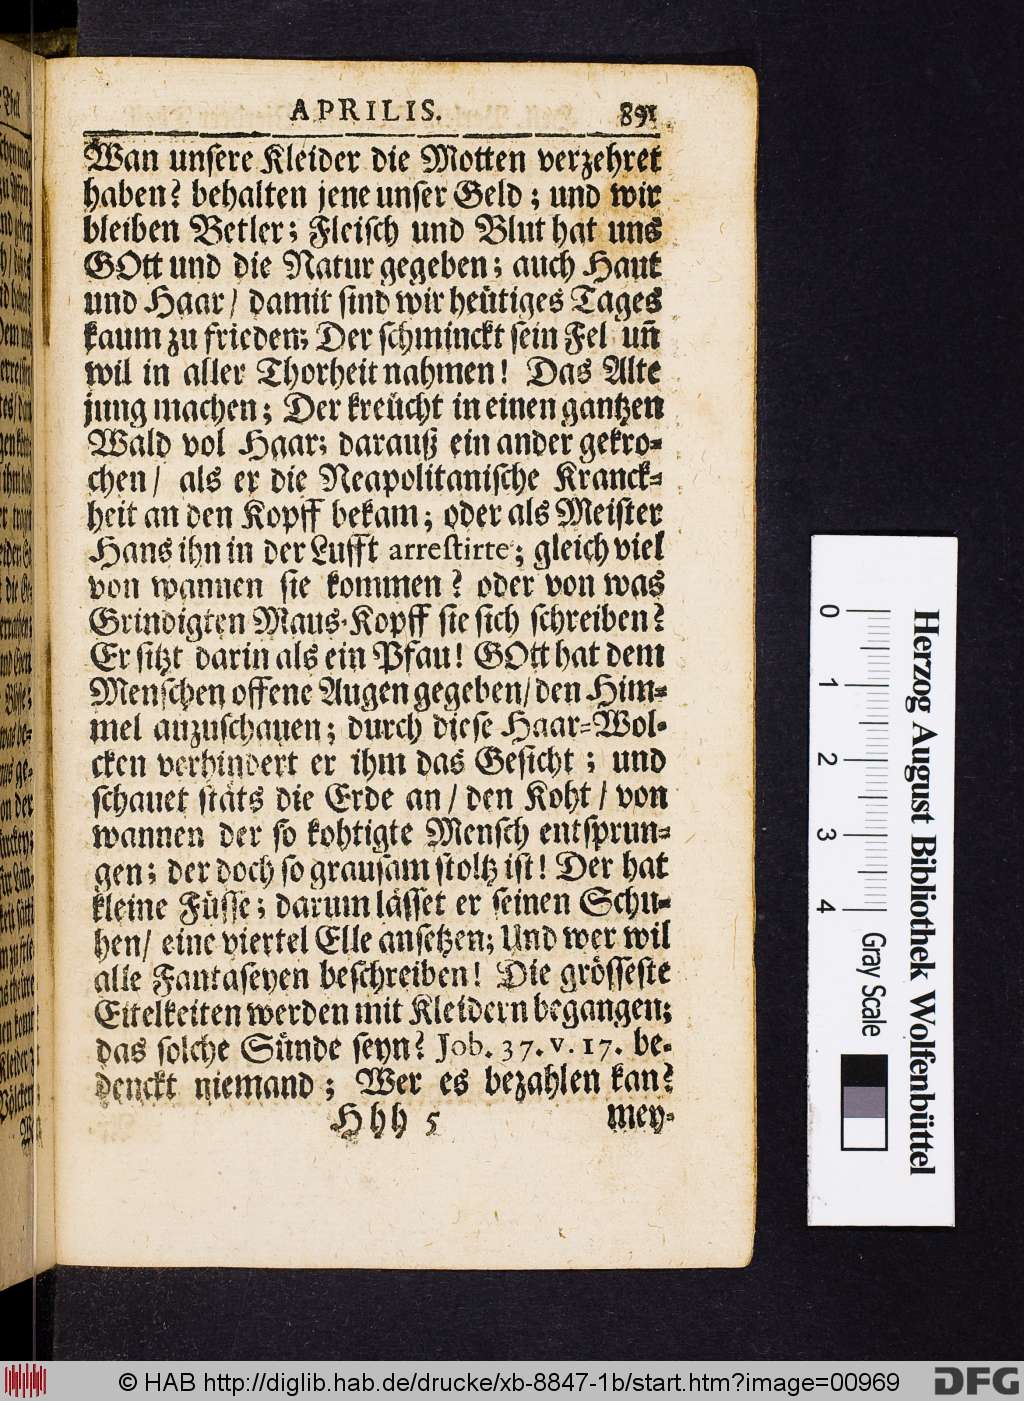 APRILIS. 891
Wan unsere Kleider die Motten verzehret
haben? behalten jene unser Geld; und wir
bleiben Betler; Fleisch und Blut hat uns
GOtt und die Natur gegeben; auch Haut
und Haar/ damit sind wir heütiges Tages
kaum zu frieden; Der schminckt sein Fel uñ
wil in aller Thorheit nahmen! Das Alte
jung machen; Der kreücht in einen gantzen
Wald vol Haar; darauß ein ander gekro-
chen/ als er die Neapolitanische Kranck-
heit an den Kopff bekam; oder als Meister
Hans ihn in der Lufft arrestirte; gleich viel
von wannen sie kommen? oder von was
Grindigten Maus-Kopff sie sich schreiben?
Er sitzt darin als ein Pfau! GOtt hat dem
Menschen offene Augen gegeben/ den Him-
mel anzuschauen; durch diese Haar-Wol-
cken verhindert er ihm das Gesicht; und
schauet stäts die Erde an/ den Koht/ von
wannen der so kohtigte Mensch entsprun-
gen; der doch so grausam stoltz ist! Der hat
kleine Füsse; darum lässet er seinen Schu-
hen/ eine viertel Elle ansetzen; Und wer wil
alle Fantaseyen beschreiben! Die grösseste
Eitelkeiten werden mit Kleidern begangen;
das solche Sünde seyn? Job. 37. v. 17. be-
denckt niemand; Wer es bezahlen kan?
Hhh 5 mey-
0 1 2 3 4
Gray Scale
Herzog August Bibliothek Wolfenbüttel
© HAB http://diglib.hab.de/drucke/xb-8847-1b/start.htm?image=00969
DFG